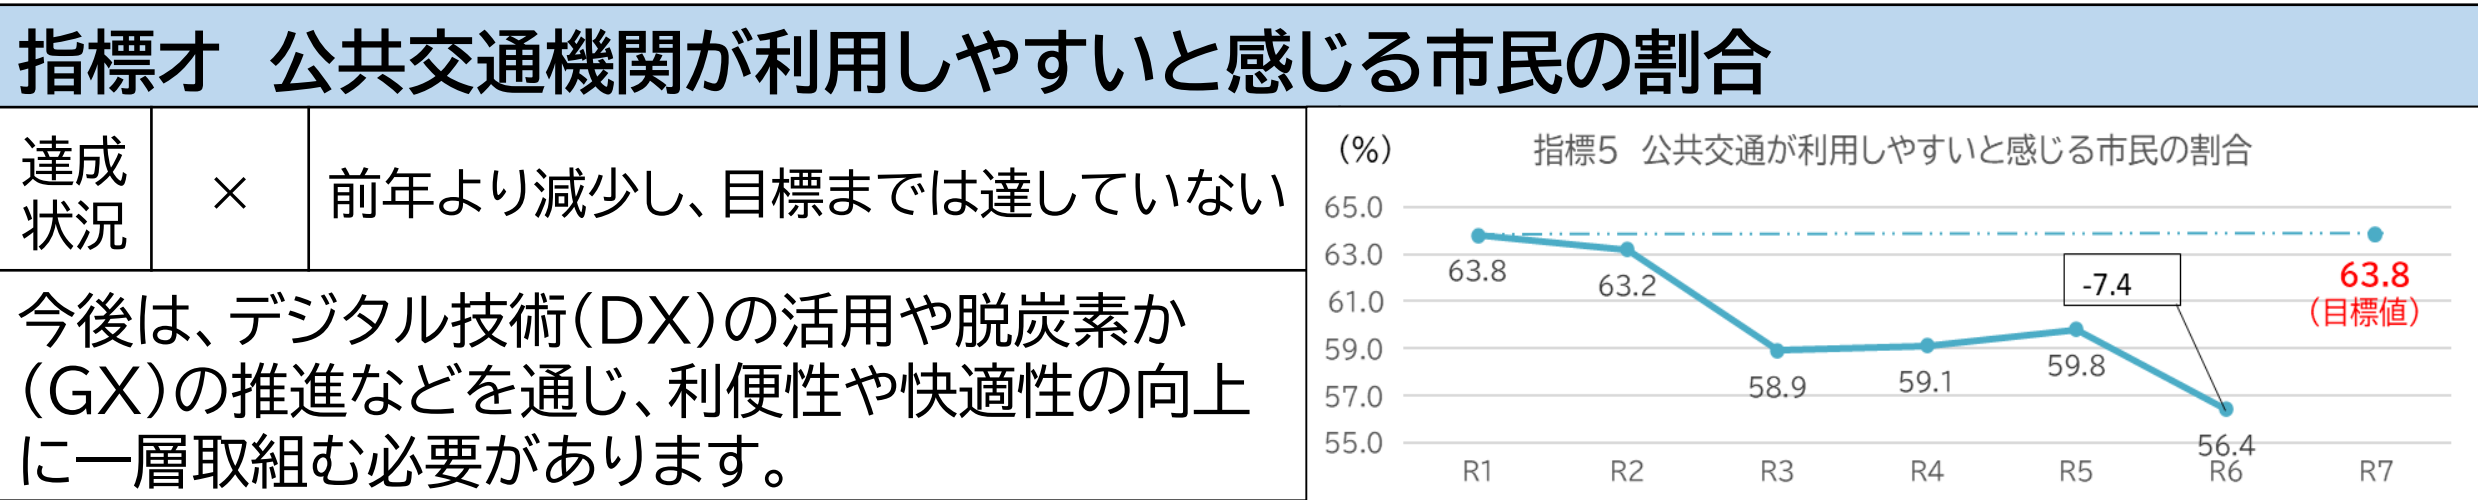 指標オ　公共交通機関が利用しやすいと感じる市民の割合
達成
状況
×
前年より減少し、目標までは達していない
今後は、デジタル技術(DX)の活用や脱炭素か
(GX)の推進などを通じ、利便性や快適性の向上
に一層取組む必要があります。
(%)
指標5　公共交通が利用しやすいと感じる市民の割合
65.0
63.0
61.0
59.0
57.0
55.0
63.8
63.2
58.9
59.1
59.8
56.4
-7.4
63.8
(目標値)
R1
R2
R3
R4
R5
R6
R7